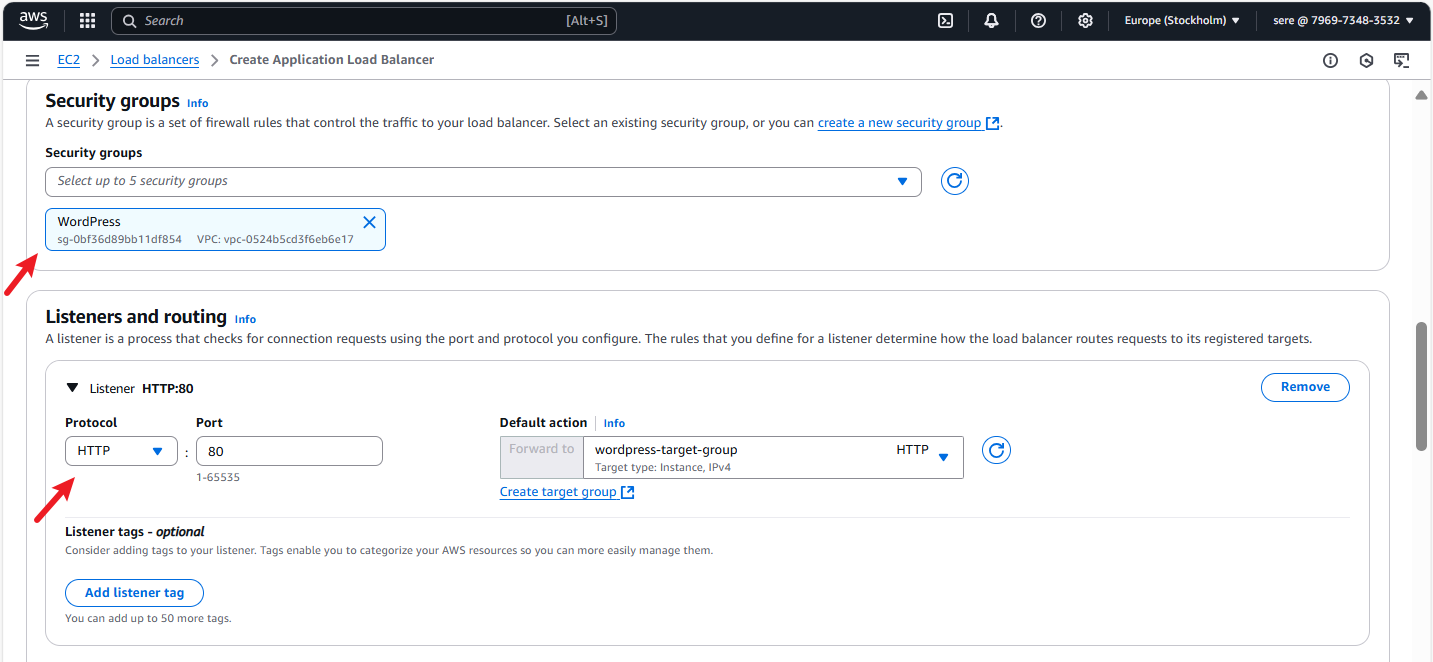 aws Search [Alt+S] Europe (Stockholm) sere @ 7969-7348-3532
EC2 Load balancers Create Application Load Balancer
Security groups Info
A security group is a set of firewall rules that control the traffic to your load balancer. Select an existing security group, or you can create a new security group.
Security groups
Select up to 5 security groups
WordPress
sg-0bf36d89bb11df854 VPC: vpc-0524b5cd3f6eb6e17
Listeners and routing Info
A listener is a process that checks for connection requests using the port and protocol you configure. The rules that you define for a listener determine how the load balancer routes requests to its registered targets.
Listener HTTP:80
Remove
Protocol Port Default action Info
HTTP : 80 Forward to wordpress-target-group HTTP
Target type: Instance, IPv4
1-65535
Create target group
Listener tags - optional
Consider adding tags to your listener. Tags enable you to categorize your AWS resources so you can more easily manage them.
Add listener tag
You can add up to 50 more tags.